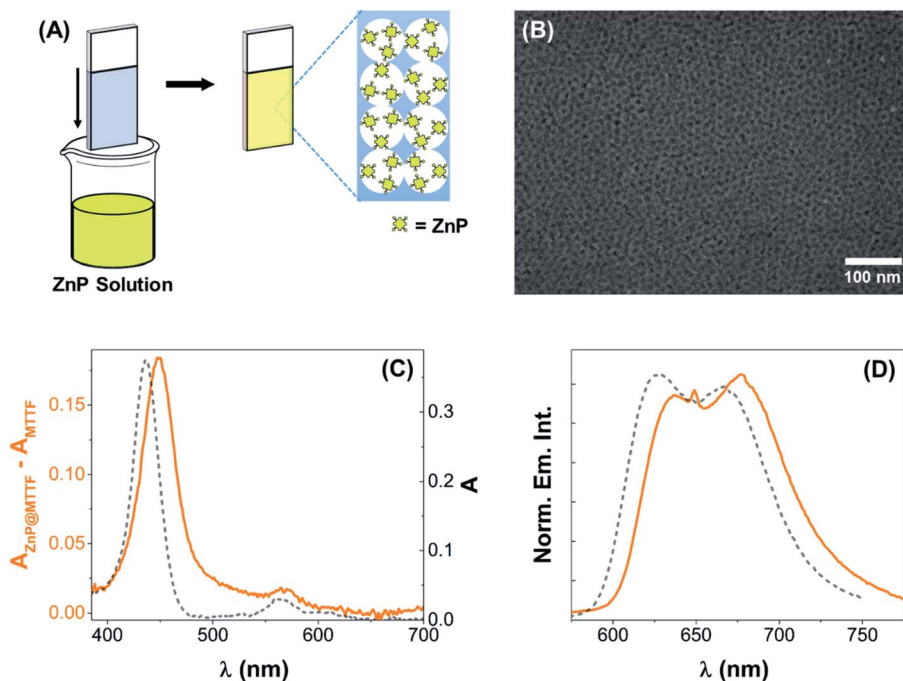 (A)
ZnP Solution
= ZnP
(B)
100 nm
(C)
A_ZnP@MTTF - A_MTTF
0.15
0.10
0.05
0.00
0.3
0.2
0.1
0.0
A
400 500 600 700
λ (nm)
(D)
Norm. Em. Int.
600 650 700 750
λ (nm)